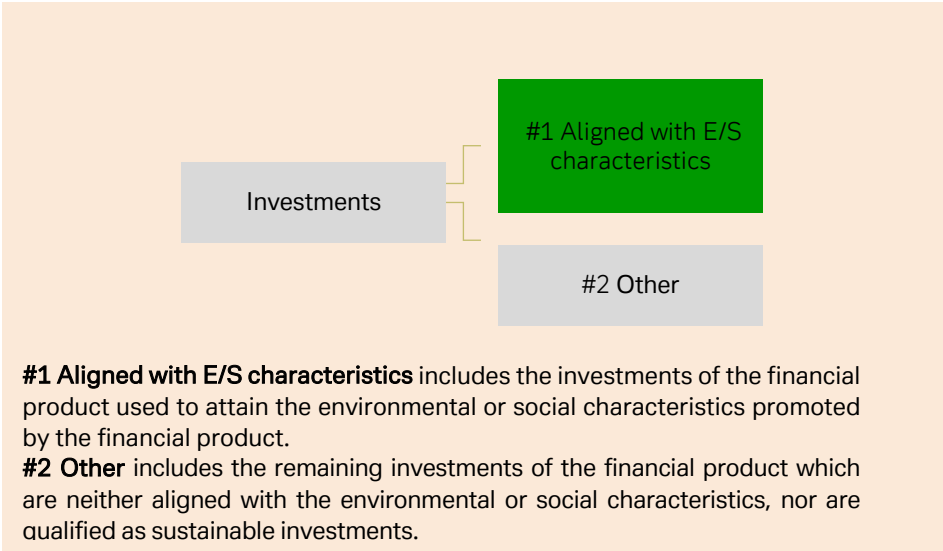 #1 Aligned with E/S
characteristics
Investments
#2 Other
#1 Aligned with E/S characteristics includes the investments of the financial
product used to attain the environmental or social characteristics promoted
by the financial product.
#2 Other includes the remaining investments of the financial product which
are neither aligned with the environmental or social characteristics, nor are
qualified as sustainable investments.